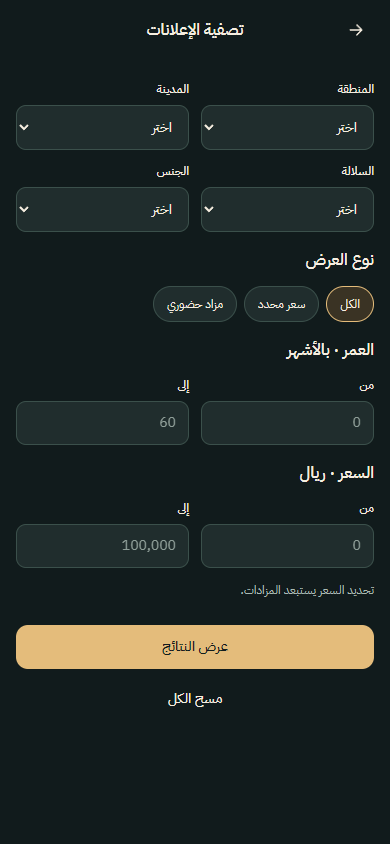 تصفية الإعلانات
المنطقة
المدينة
اختر
اختر
السلالة
الجنس
اختر
اختر
نوع العرض
الكل
سعر محدد
مزاد حضوري
العمر · بالأشهر
من
إلى
0
60
السعر · ريال
من
إلى
0
100,000
تحديد السعر يستبعد المزادات.
عرض النتائج
مسح الكل